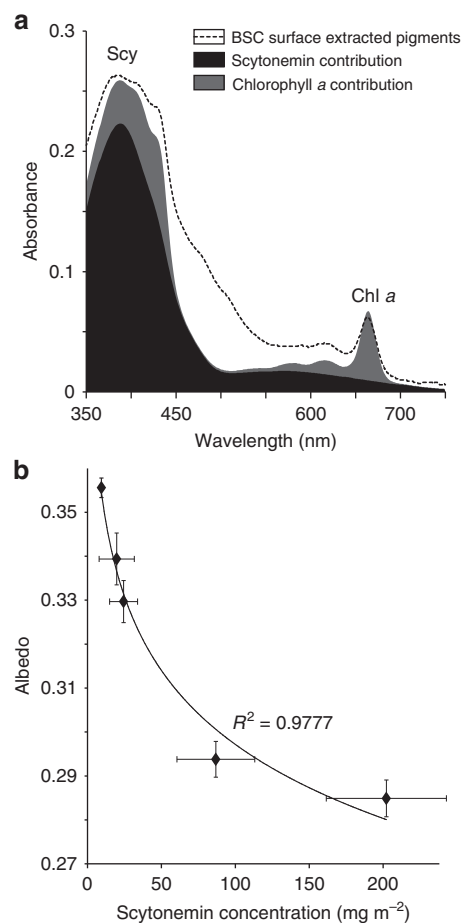 a
0.3
Scy
BSC surface extracted pigments
Scytonemin contribution
Chlorophyll a contribution
0.2
Absorbance
0.1
Chl a
0
350
450
600
700
Wavelength (nm)
b
0.35
0.33
Albedo
0.31
R² = 0.9777
0.29
0.27
0
50
100
150
200
Scytonemin concentration (mg m⁻²)